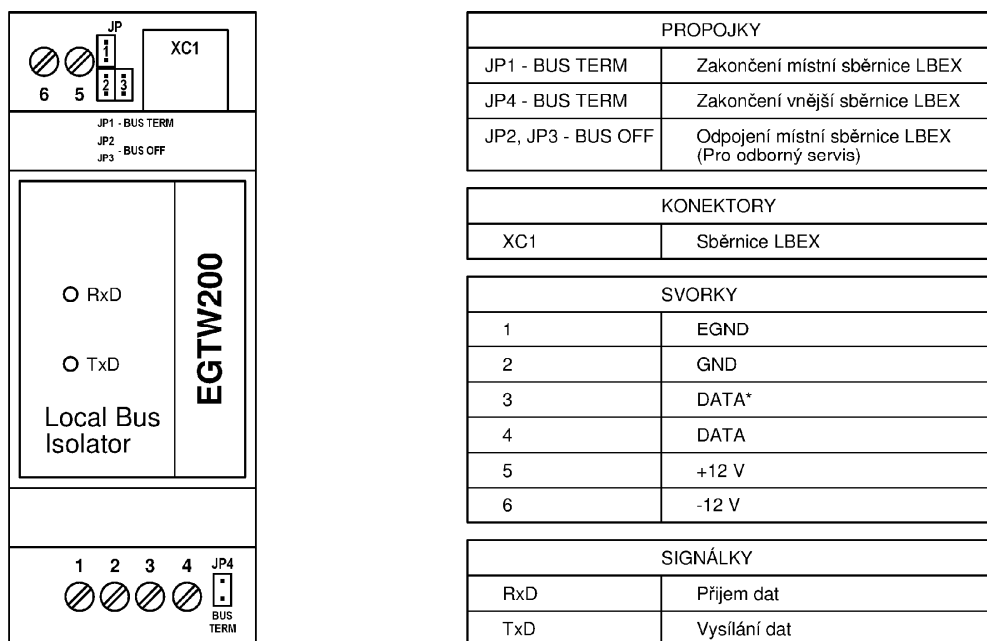 JP
1
XC1
6 5 2 3
JP1 - BUS TERM
JP2
JP3 - BUS OFF
RxD
TxD
EGTW200
Local Bus
Isolator
1 2 3 4 JP4
BUS
TERM
PROPOJKY
JP1 - BUS TERM Zakončení místní sběrnice LBEX
JP4 - BUS TERM Zakončení vnější sběrnice LBEX
JP2, JP3 - BUS OFF Odpojení místní sběrnice LBEX
(Pro odborný servis)
KONEKTORY
XC1 Sběrnice LBEX
SVORKY
1 EGND
2 GND
3 DATA*
4 DATA
5 +12 V
6 -12 V
SIGNÁLKY
RxD Přijem dat
TxD Vysílání dat